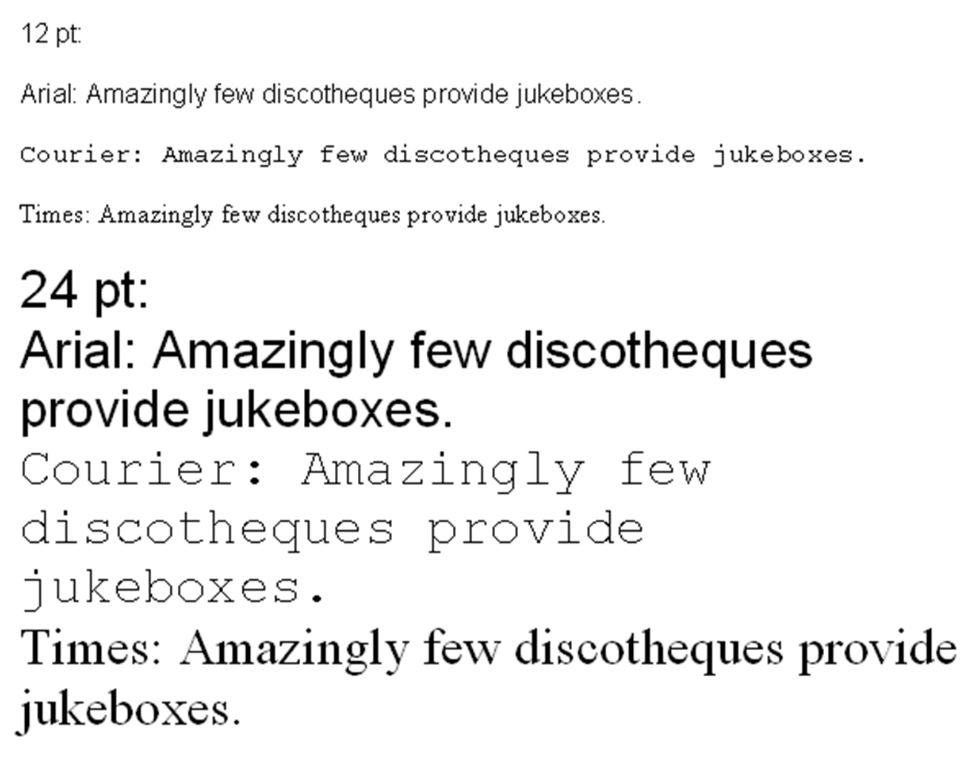 12 pt:
Arial: Amazingly few discotheques provide jukeboxes.
Courier: Amazingly few discotheques provide jukeboxes.
Times: Amazingly few discotheques provide jukeboxes.
24 pt:
Arial: Amazingly few discotheques
provide jukeboxes.
Courier: Amazingly few
discotheques provide
jukeboxes.
Times: Amazingly few discotheques provide
jukeboxes.